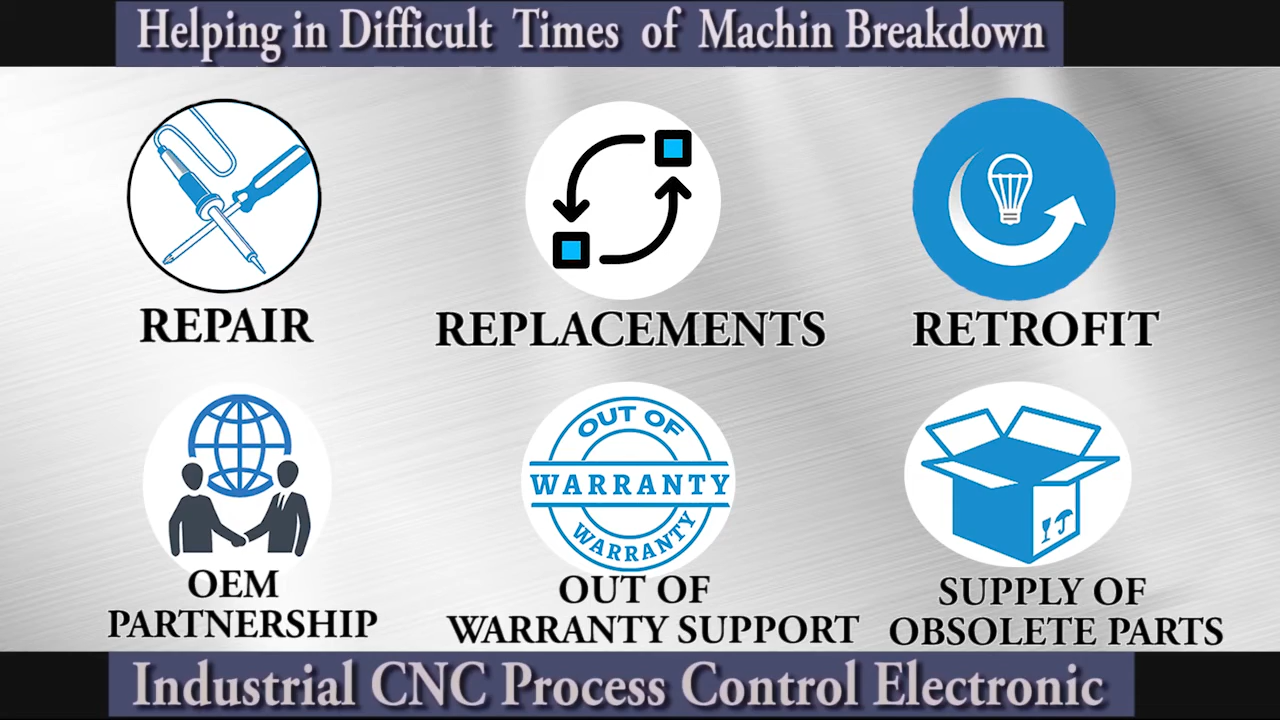 Helping in Difficult Times of Machin Breakdown
REPAIR
REPLACEMENTS
RETROFIT
OUT OF
WARRANTY
WARRANTY
OEM
PARTNERSHIP
OUT OF
WARRANTY SUPPORT
SUPPLY OF
OBSOLETE PARTS
Industrial CNC Process Control Electronic